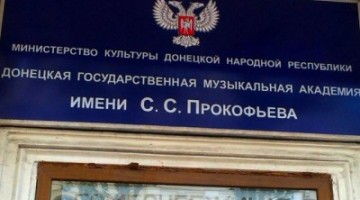 МИНИСТЕРСТВО КУЛЬТУРЫ ДОНЕЦКОЙ НАРОДНОЙ РЕСПУБЛИКИ
ДОНЕЦКАЯ ГОСУДАРСТВЕННАЯ МУЗЫКАЛЬНАЯ АКАДЕМИЯ
ИМЕНИ С. С. ПРОКОФЬЕВА